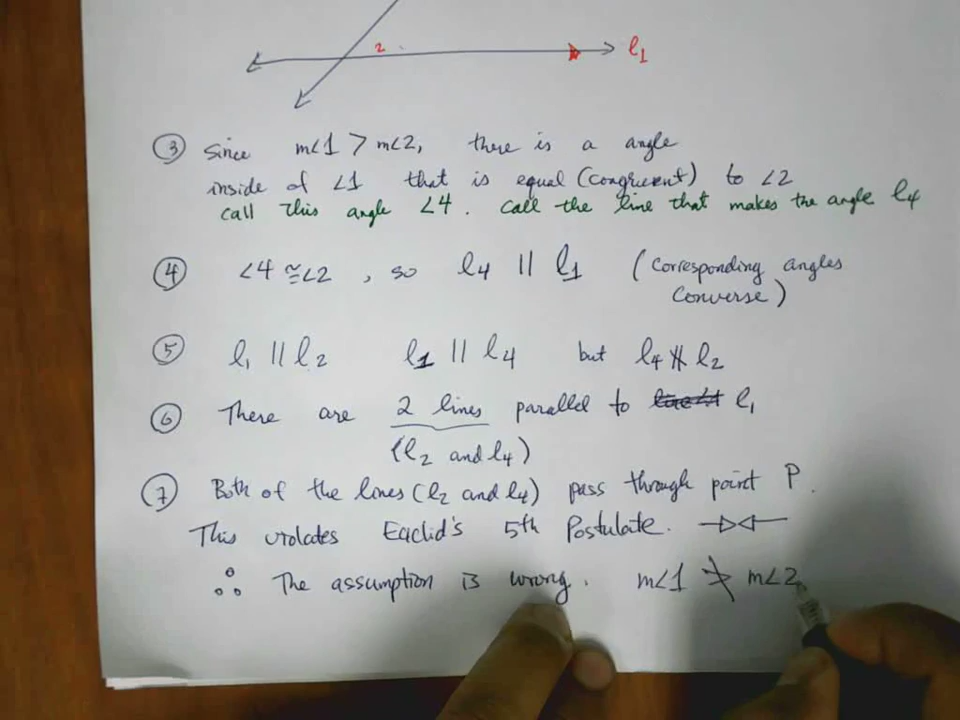 2
l1
③ Since m∠1 > m∠2, there is a angle
inside of ∠1 that is equal (congruent) to ∠2
call this angle ∠4. Call the line that makes the angle l4
④ ∠4 ≅ ∠2, so l4 || l1 (Corresponding angles
Converse)
⑤ l1 || l2 l1 || l4 but l4 ∦ l2
⑥ There are 2 lines parallel to l1
(l2 and l4)
⑦ Both of the lines (l2 and l4) pass through point P.
This violates Euclid's 5th Postulate.
∴ The assumption is wrong. m∠1 ≯ m∠2